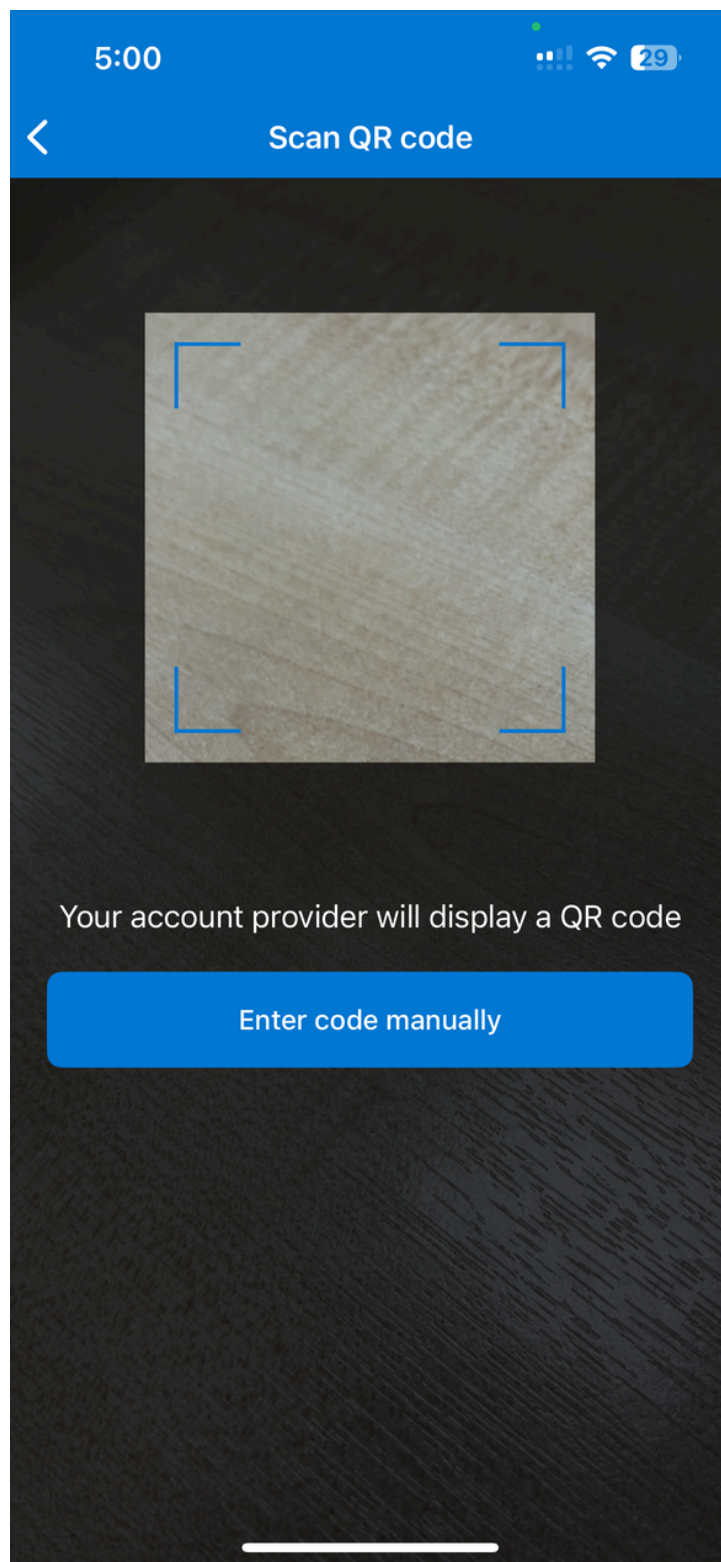 5:00
29
Scan QR code
Your account provider will display a QR code
Enter code manually